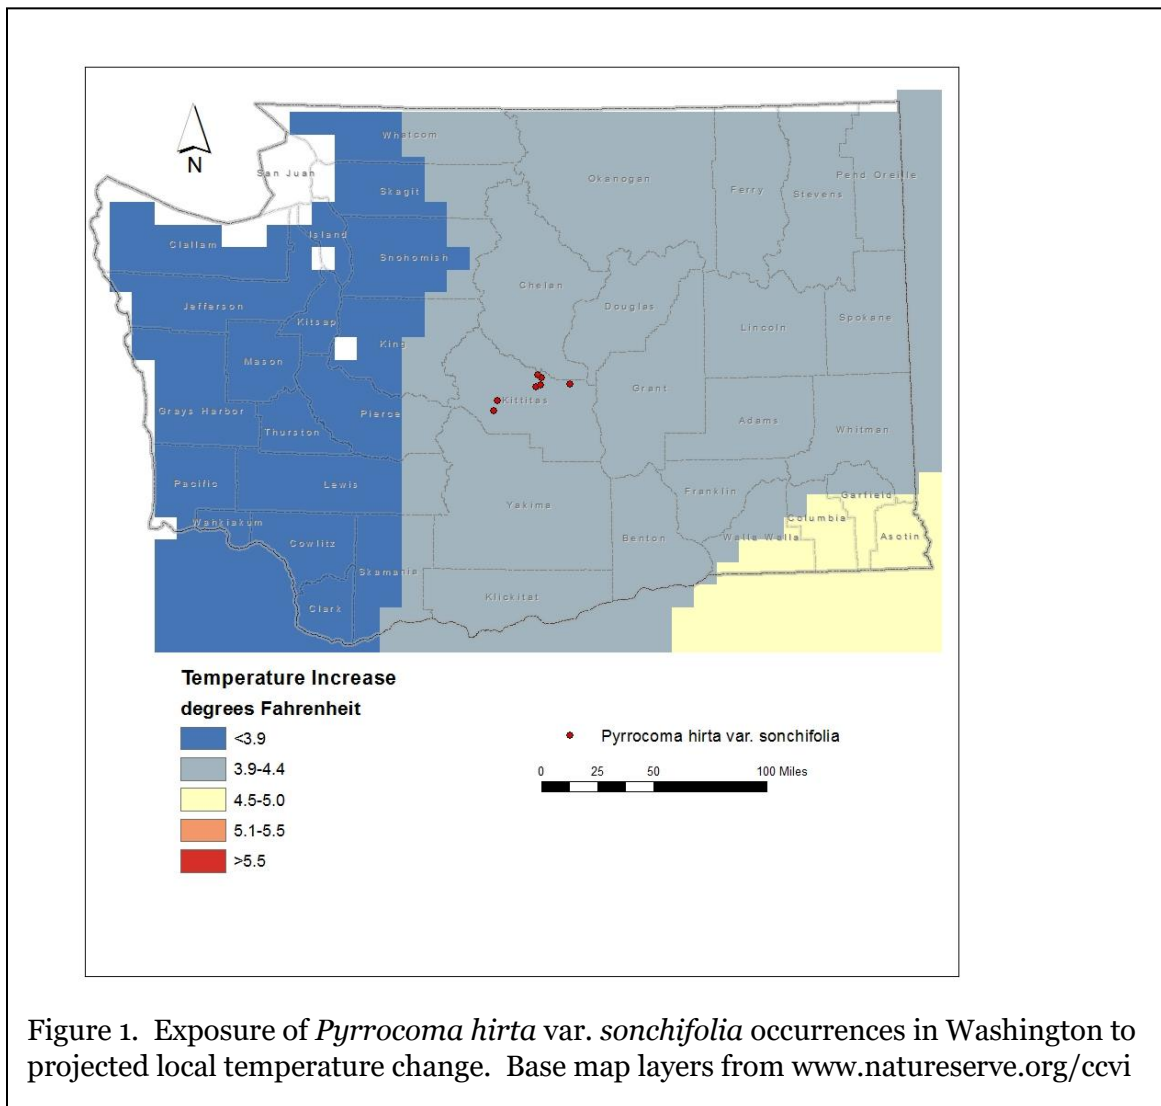 N
Whatcom
San Juan
Skagit
Okanogan
Ferry
Stevens
Pend Oreille
Clallam
Island
Snohomish
Chelan
Jefferson
Kitsap
Douglas
Lincoln
Spokane
King
Mason
Grant
Kittitas
Grays Harbor
Pierce
Thurston
Adams
Whitman
Pacific
Lewis
Yakima
Franklin
Garfield
Wahkiakum
Columbia
Cowlitz
Benton
Walla Walla
Asotin
Skamania
Klickitat
Clark
Temperature Increase
degrees Fahrenheit
<3.9
3.9-4.4
4.5-5.0
5.1-5.5
>5.5
Pyrrocoma hirta var. sonchifolia
0 25 50 100 Miles
Figure 1. Exposure of Pyrrocoma hirta var. sonchifolia occurrences in Washington to
projected local temperature change. Base map layers from www.natureserve.org/ccvi